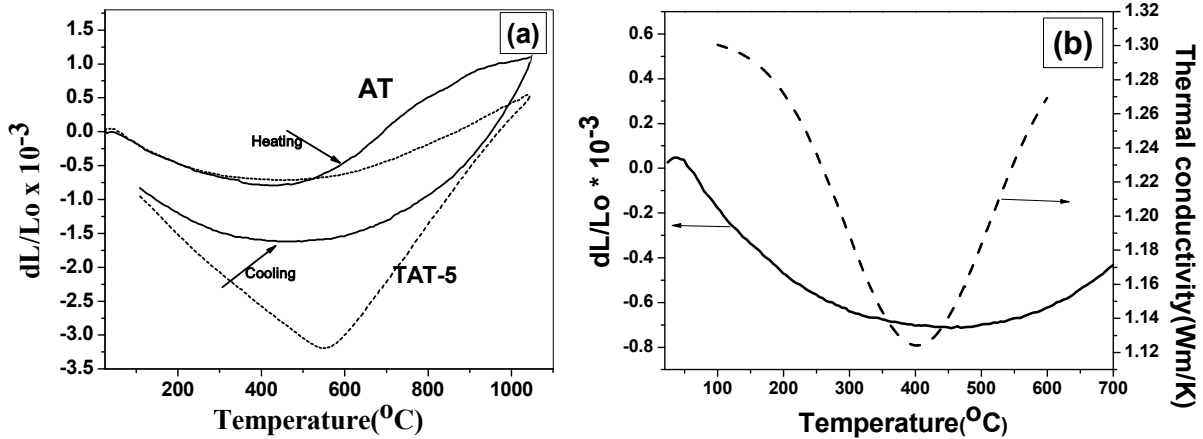 (a)
1.5
1.0
0.5
0.0
-0.5
-1.0
-1.5
-2.0
-2.5
-3.0
-3.5
dL/Lo x 10-3
AT
Heating
Cooling
TAT-5
200 400 600 800 1000
Temperature(oC)
(b)
0.6
0.4
0.2
0.0
-0.2
-0.4
-0.6
-0.8
dL/Lo * 10-3
100 200 300 400 500 600 700
Temperature(oC)
1.32
1.30
1.28
1.26
1.24
1.22
1.20
1.18
1.16
1.14
1.12
Thermal conductivity(Wm/K)